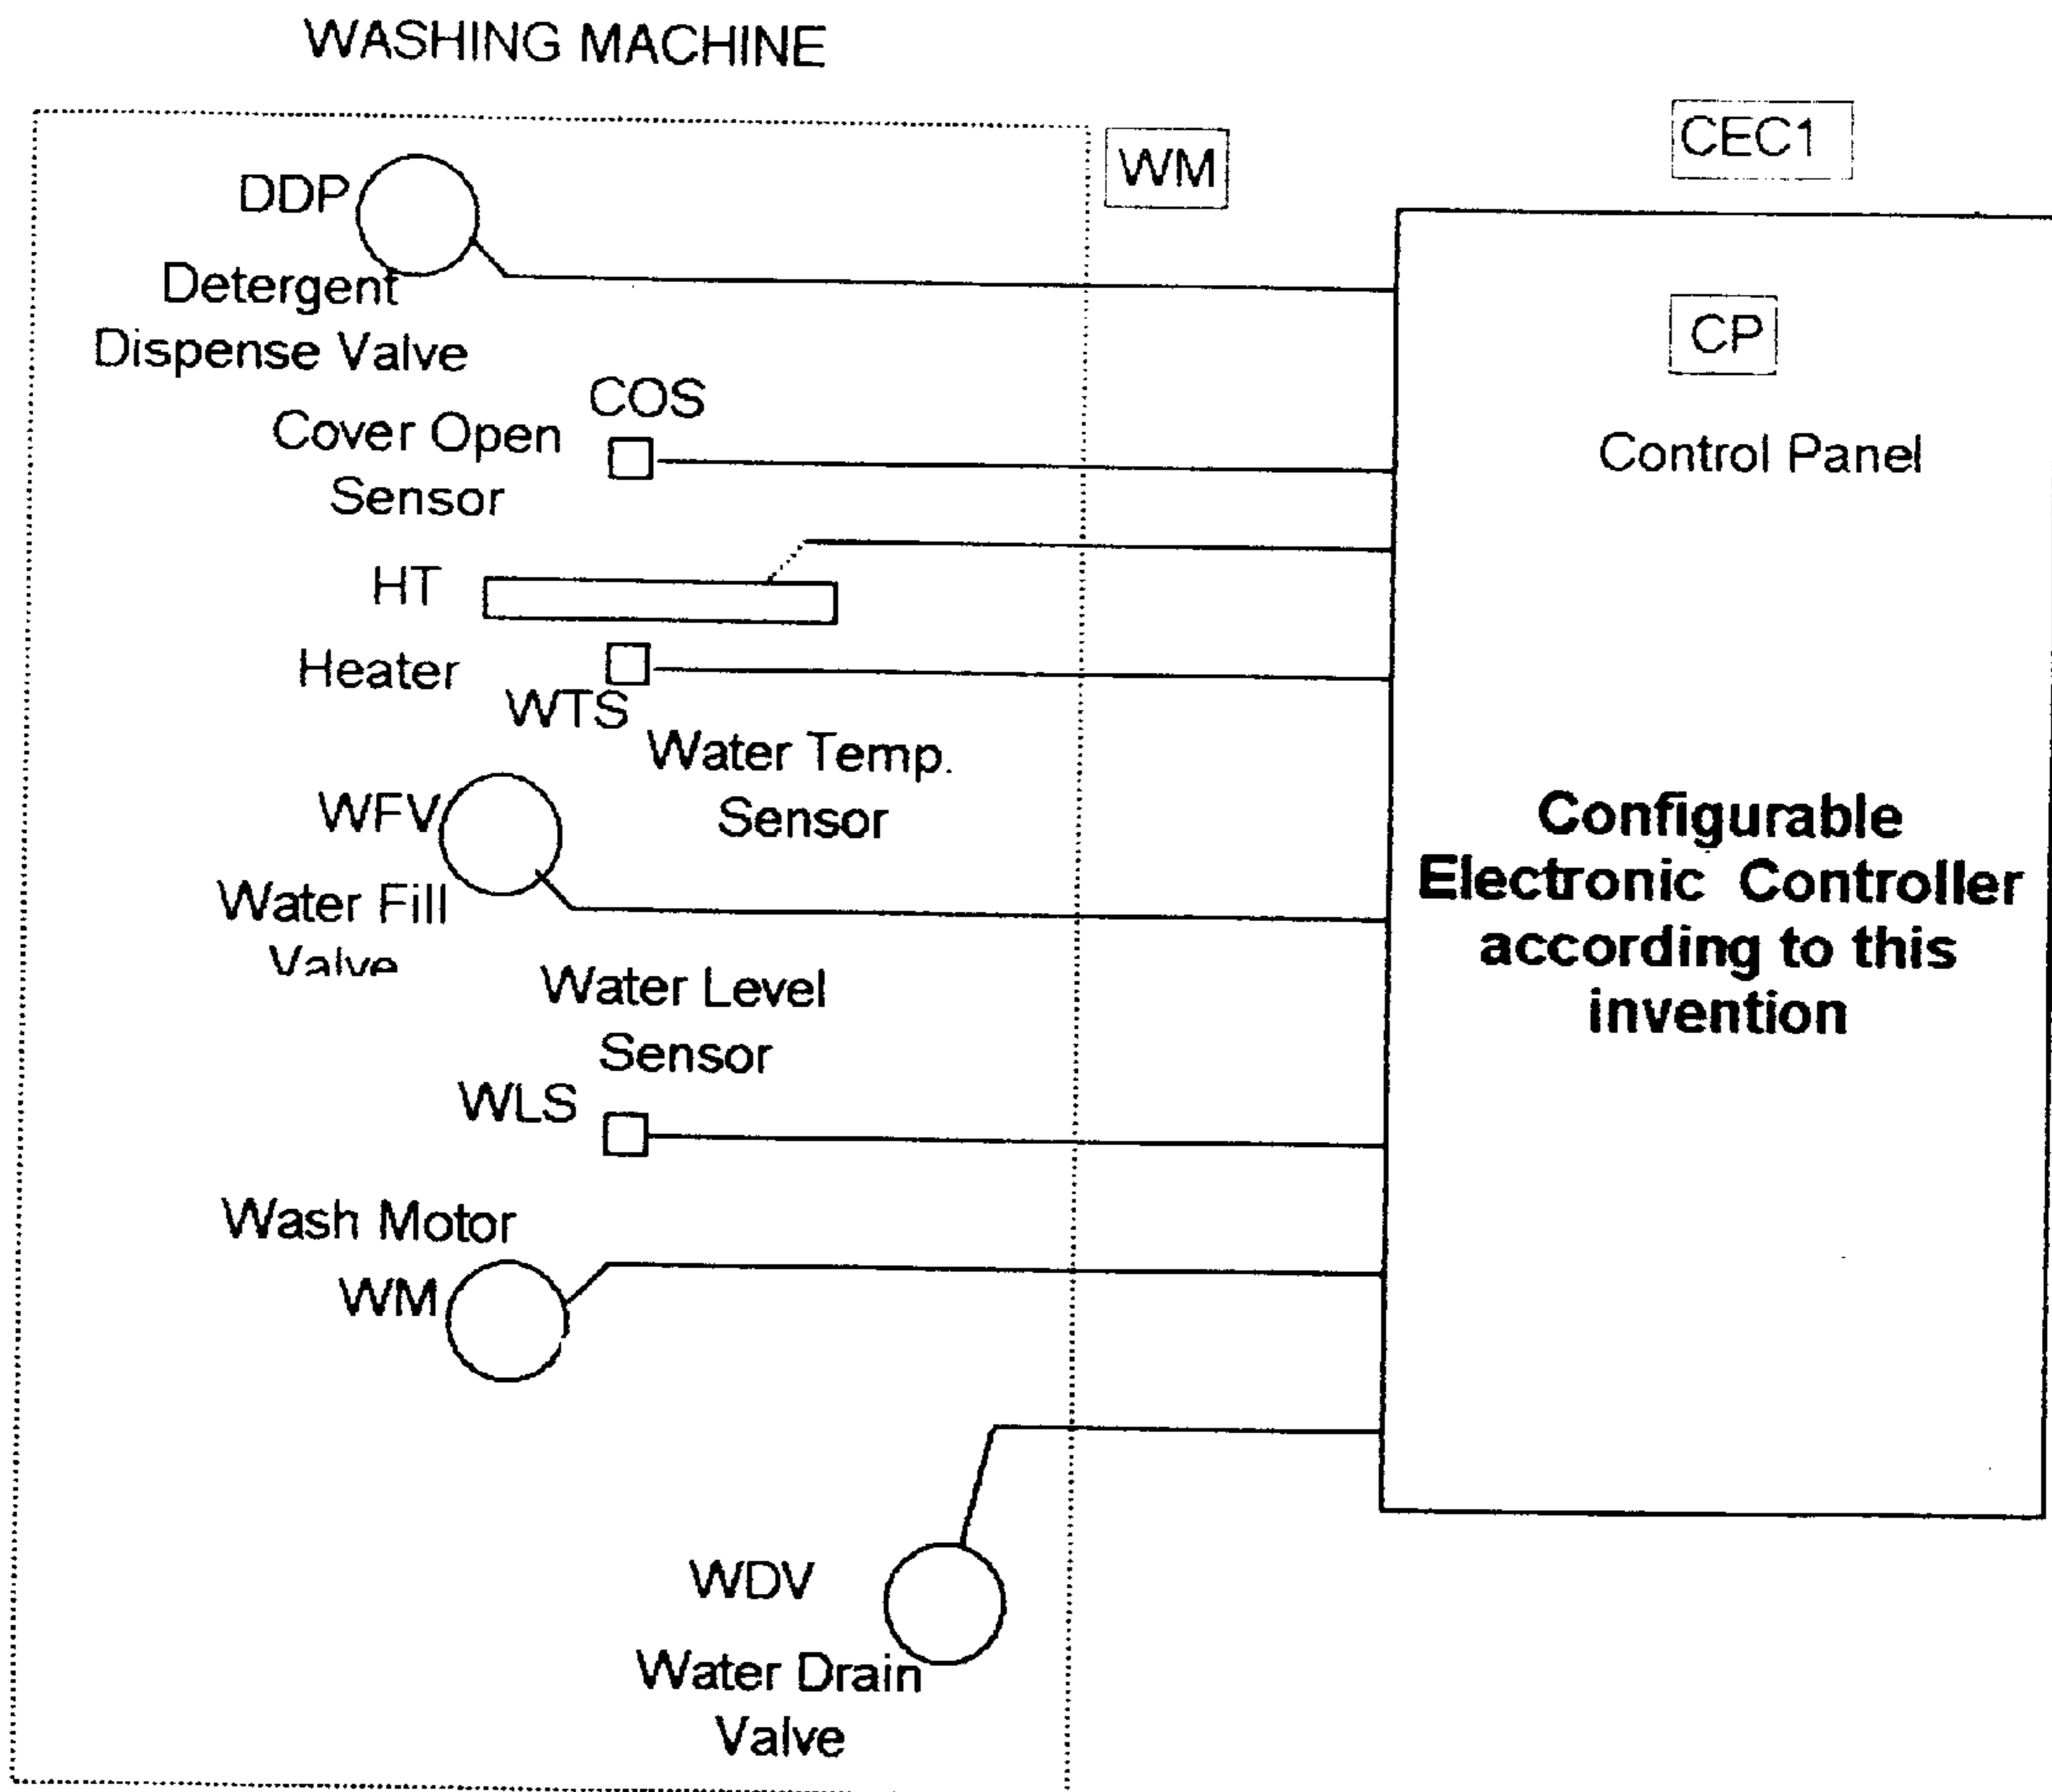 WASHING MACHINE
WM
CEC1
DDP
Detergent
Dispense Valve
COS
Cover Open
Sensor
HT
Heater
WTS
Water Temp.
Sensor
WFV
Water Fill
Valve
Water Level
Sensor
WLS
Wash Motor
WM
WDV
Water Drain
Valve
CP
Control Panel
Configurable
Electronic Controller
according to this
invention